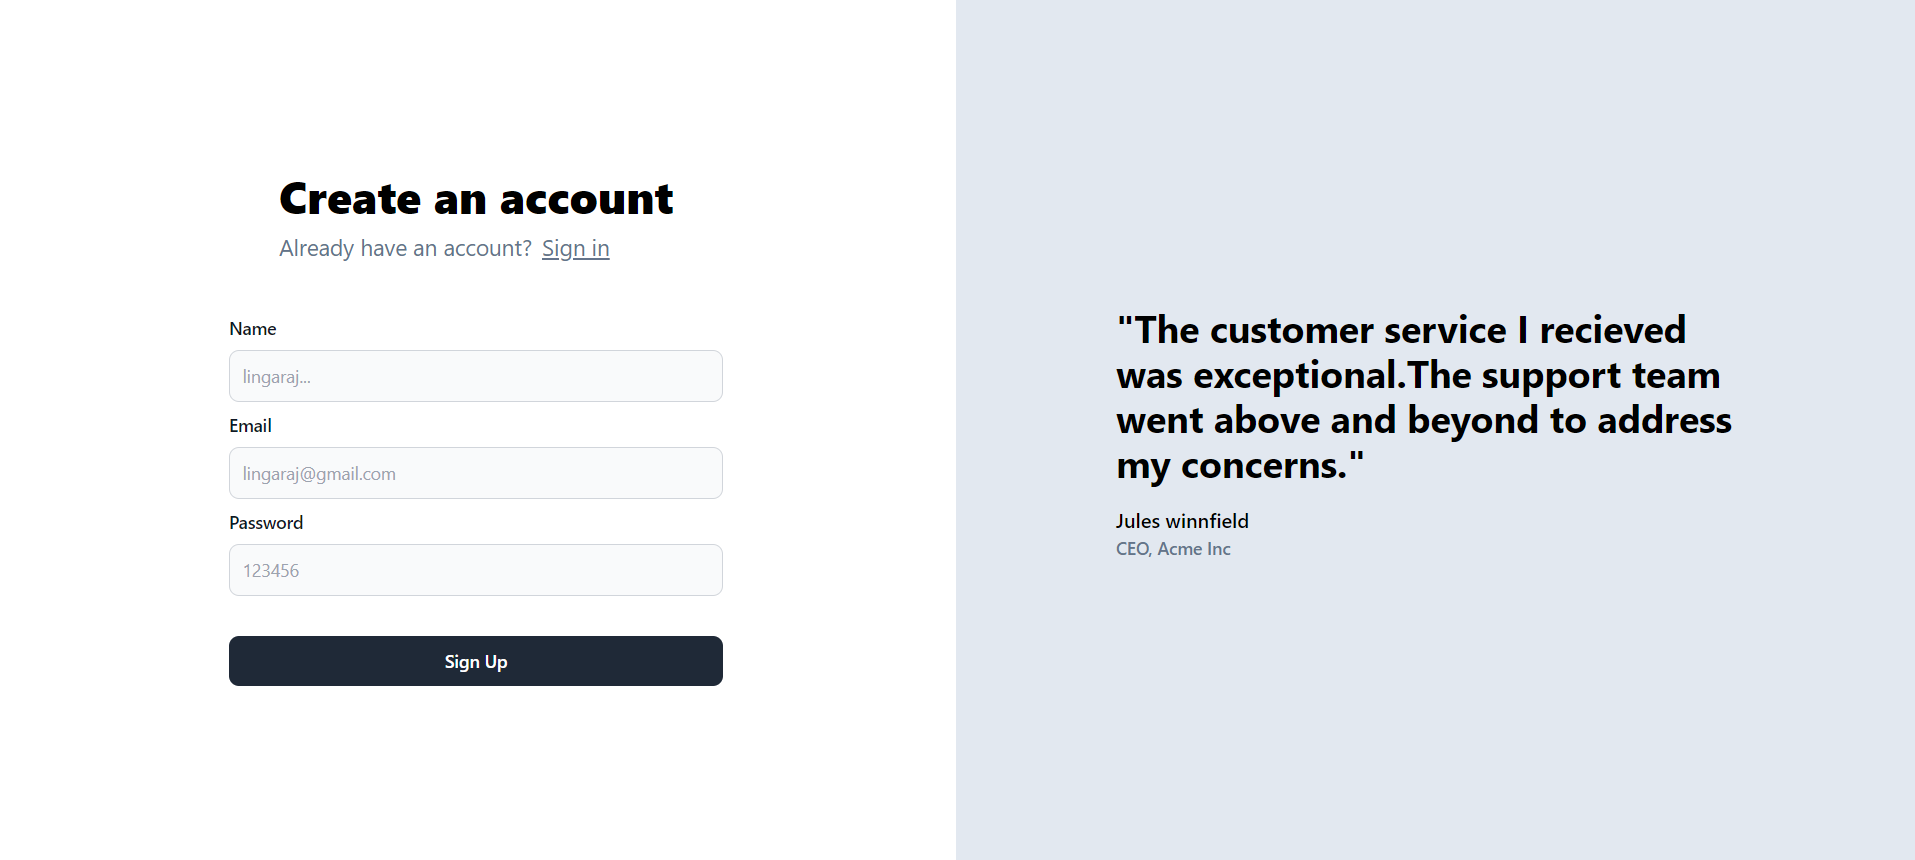 Create an account
Already have an account? Sign in
Name
lingaraj...
Email
lingaraj@gmail.com
Password
123456
Sign Up
"The customer service I recieved
was exceptional.The support team
went above and beyond to address
my concerns."
Jules winnfield
CEO, Acme Inc